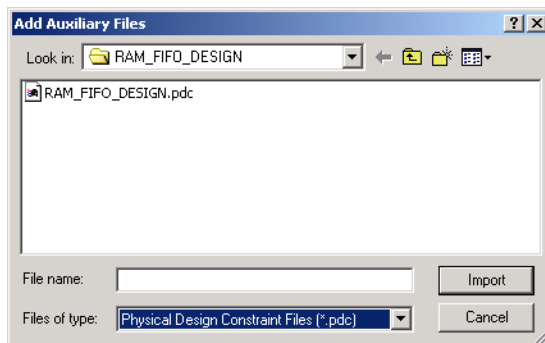 Add Auxiliary Files
Look in: RAM_FIFO_DESIGN
RAM_FIFO_DESIGN.pdc
File name: Import
Files of type: Physical Design Constraint Files (*.pdc) Cancel